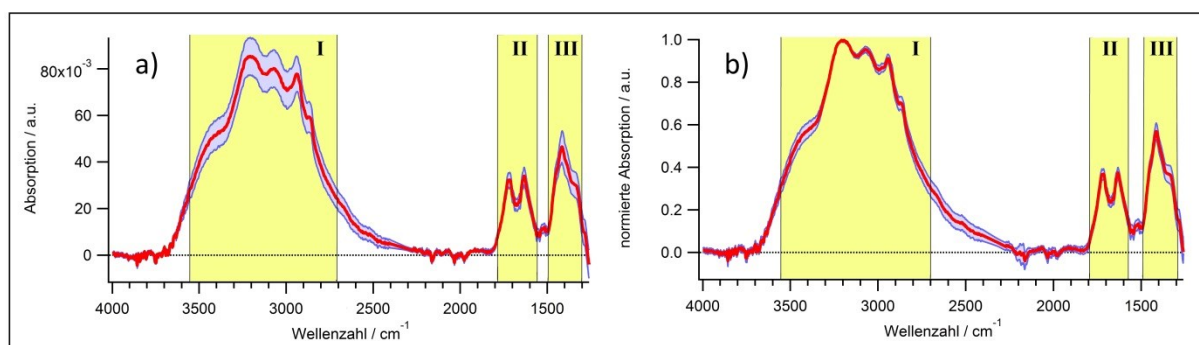 a)
I
II
III
Absorption / a.u.
80x10-3
60
40
20
0
4000 3500 3000 2500 2000 1500
Wellenzahl / cm-1
b)
I
II
III
normierte Absorption / a.u.
1.0
0.8
0.6
0.4
0.2
0.0
4000 3500 3000 2500 2000 1500
Wellenzahl / cm-1